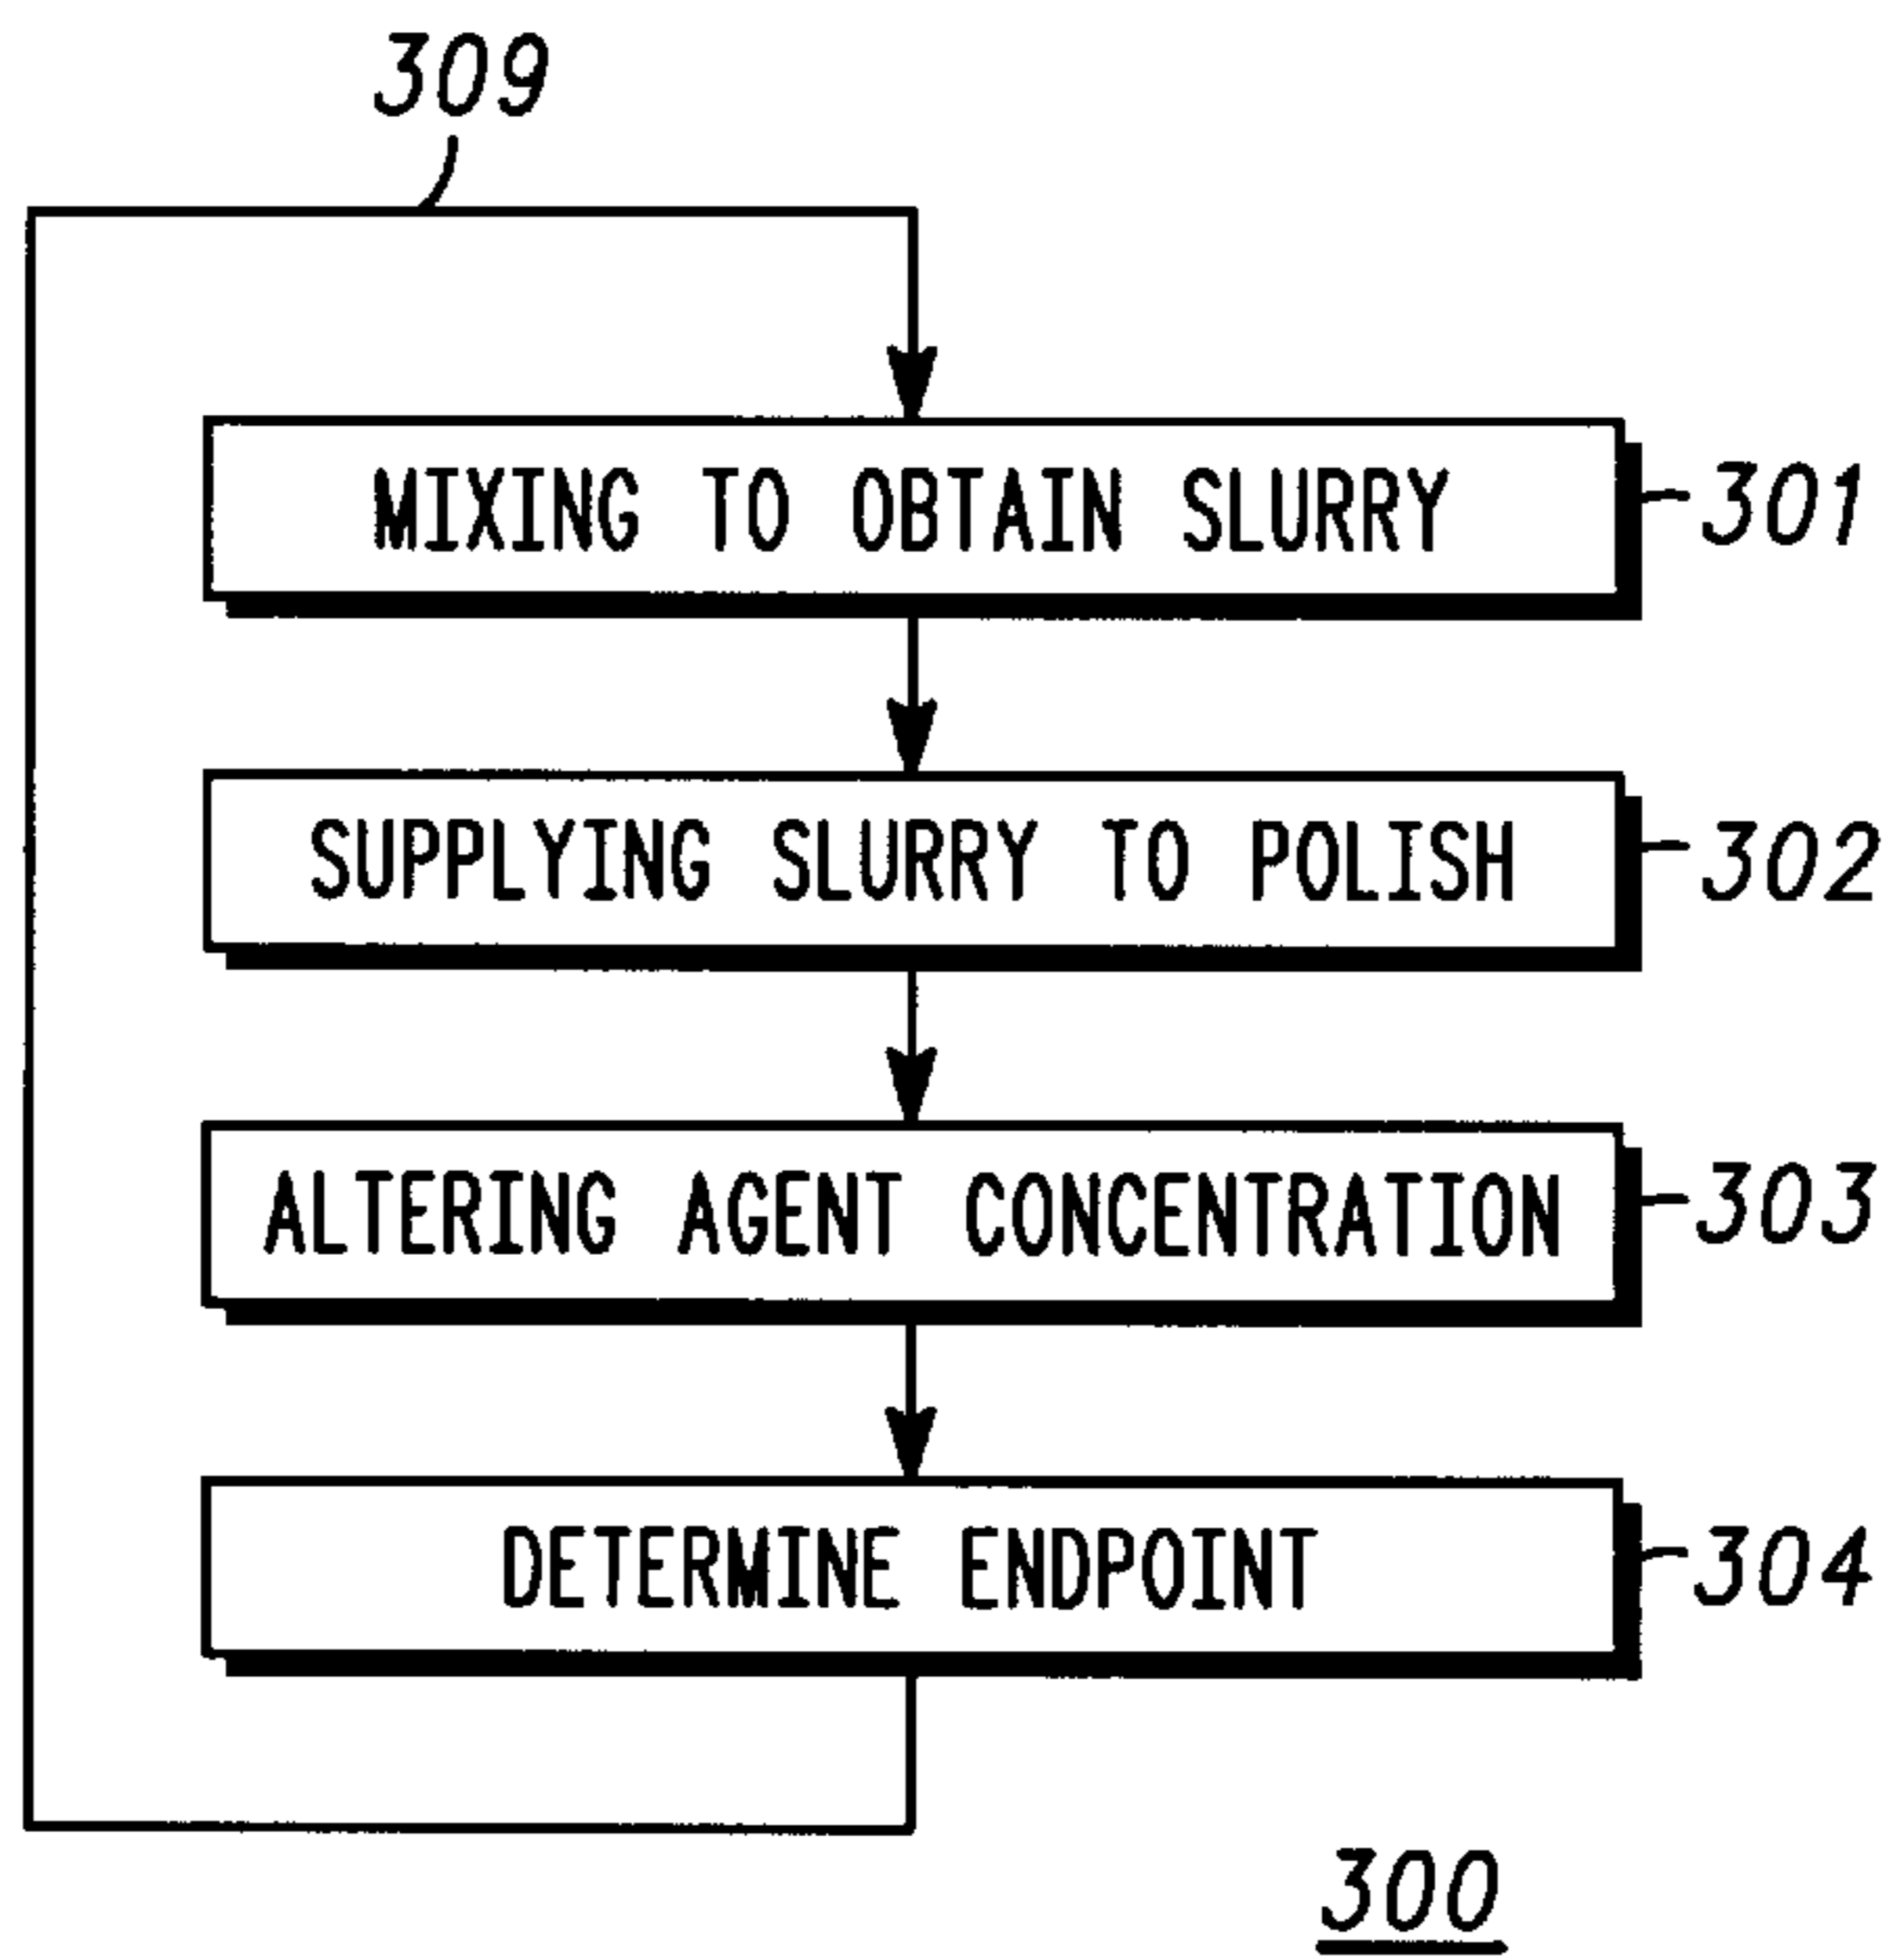 309
MIXING TO OBTAIN SLURRY 301
SUPPLYING SLURRY TO POLISH 302
ALTERING AGENT CONCENTRATION 303
DETERMINE ENDPOINT 304
300